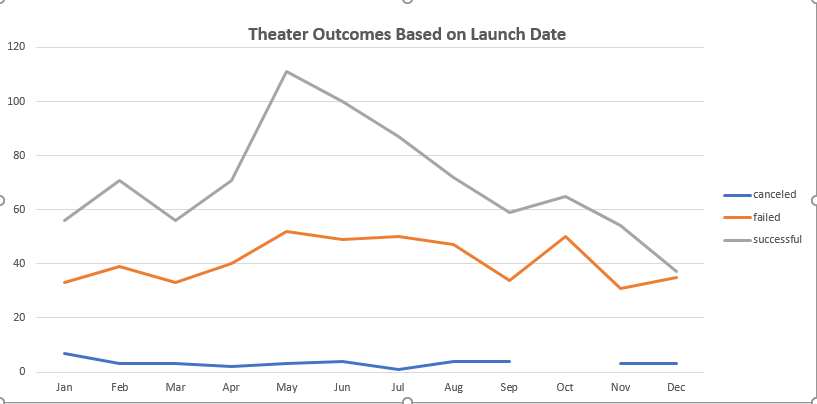 Theater Outcomes Based on Launch Date
120
100
80
60
40
20
0
Jan Feb Mar Apr May Jun Jul Aug Sep Oct Nov Dec
canceled
failed
successful